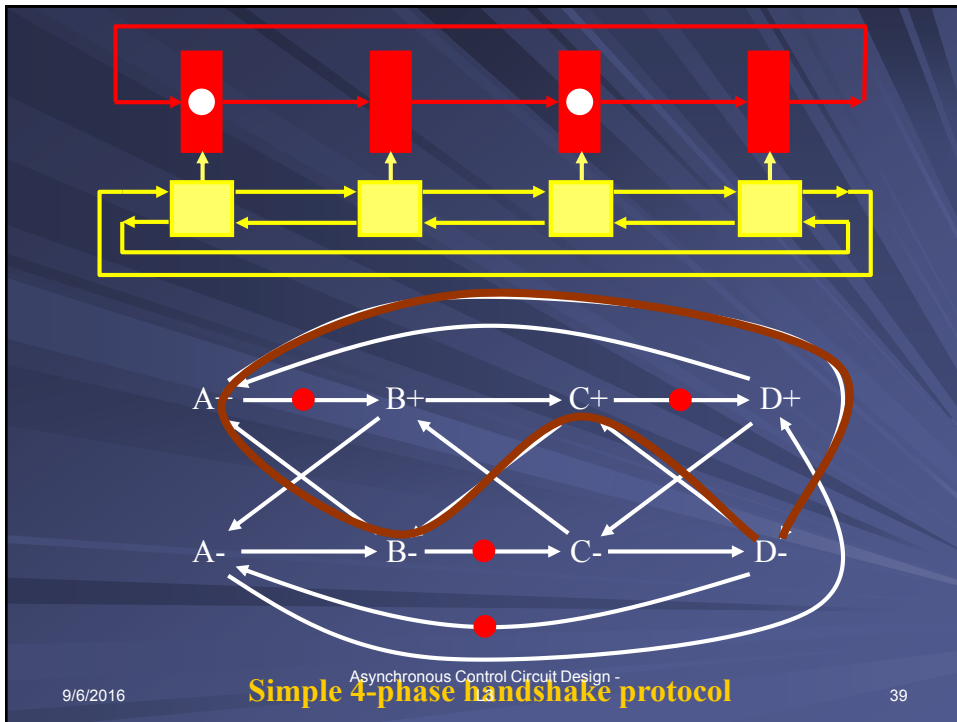 A+ B+ C+ D+
A- B- C- D-
Asynchronous Control Circuit Design -
9/6/2016 Simple 4-phase handshake protocol 39